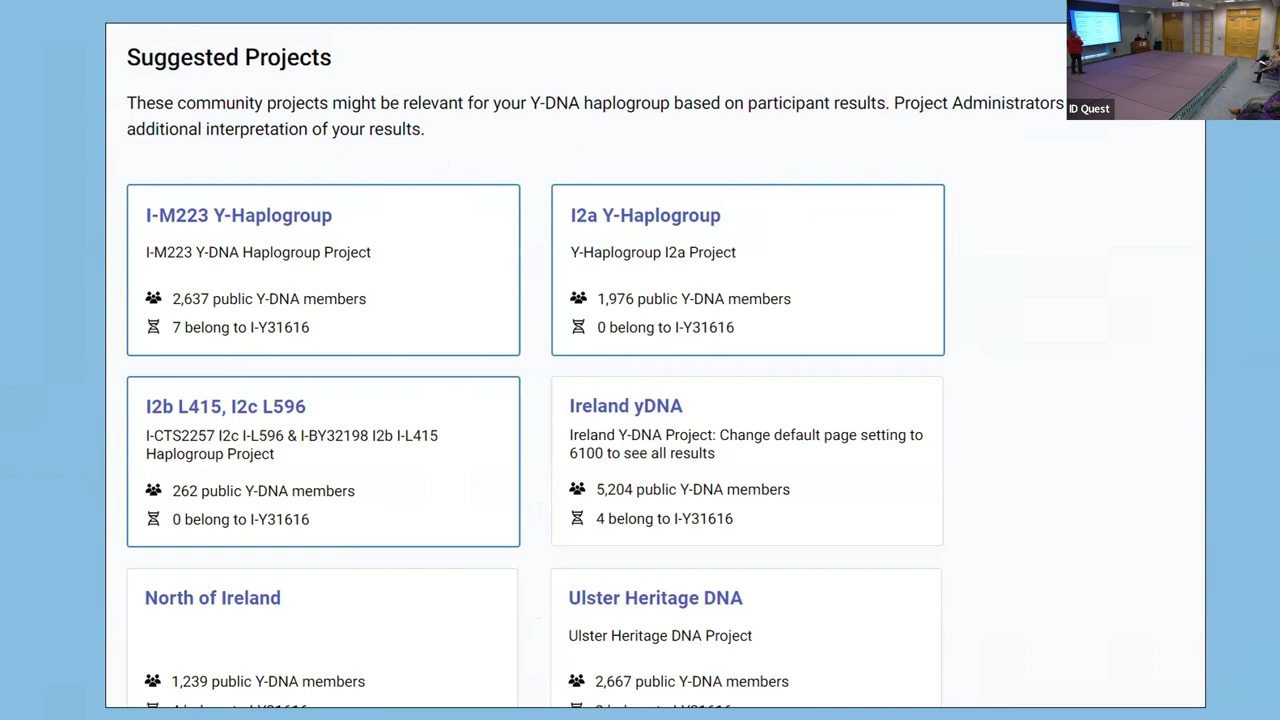 Suggested Projects
These community projects might be relevant for your Y-DNA haplogroup based on participant results. Project Administrators
additional interpretation of your results.
I-M223 Y-Haplogroup
I-M223 Y-DNA Haplogroup Project
2,637 public Y-DNA members
7 belong to I-Y31616
I2a Y-Haplogroup
Y-Haplogroup I2a Project
1,976 public Y-DNA members
0 belong to I-Y31616
I2b L415, I2c L596
I-CTS2257 I2c I-L596 & I-BY32198 I2b I-L415
Haplogroup Project
262 public Y-DNA members
0 belong to I-Y31616
Ireland yDNA
Ireland Y-DNA Project: Change default page setting to
6100 to see all results
5,204 public Y-DNA members
4 belong to I-Y31616
North of Ireland
1,239 public Y-DNA members
Ulster Heritage DNA
Ulster Heritage DNA Project
2,667 public Y-DNA members
ID Quest